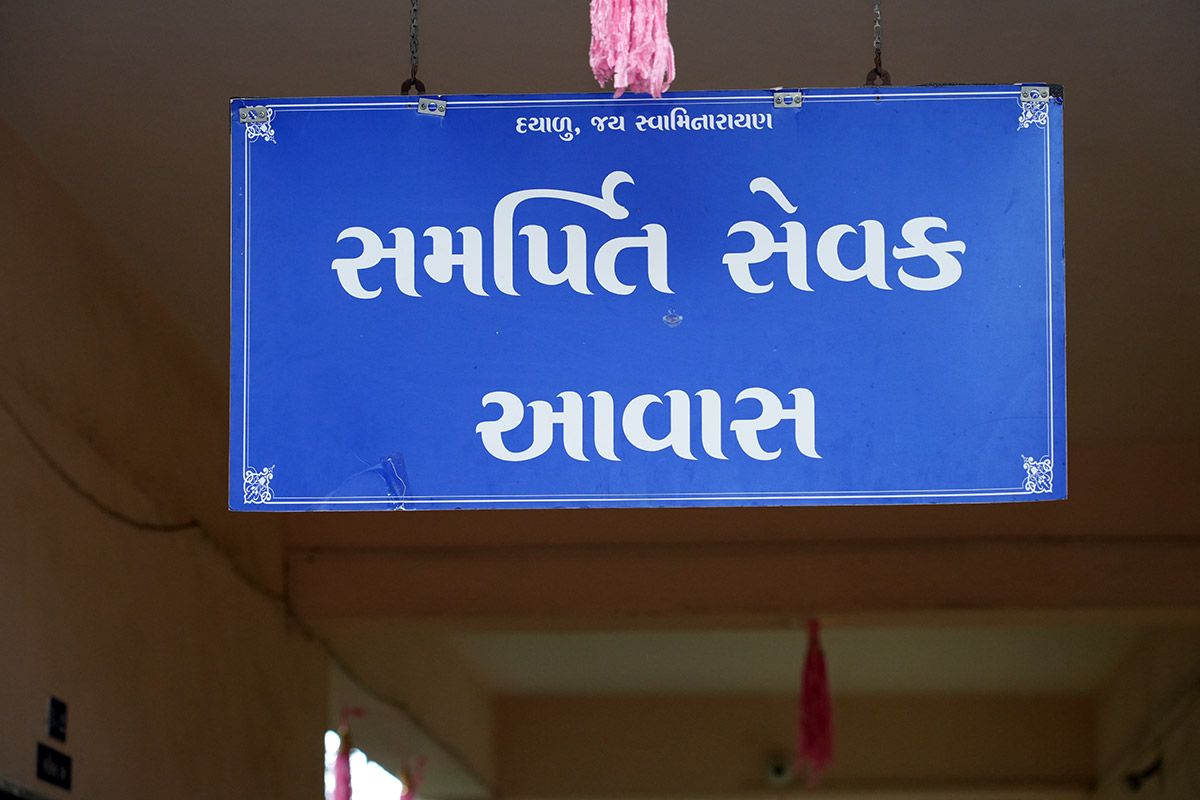 દયાળુ, જય સ્વામિનારાયણ
સમર્પિત સેવક
આવાસ